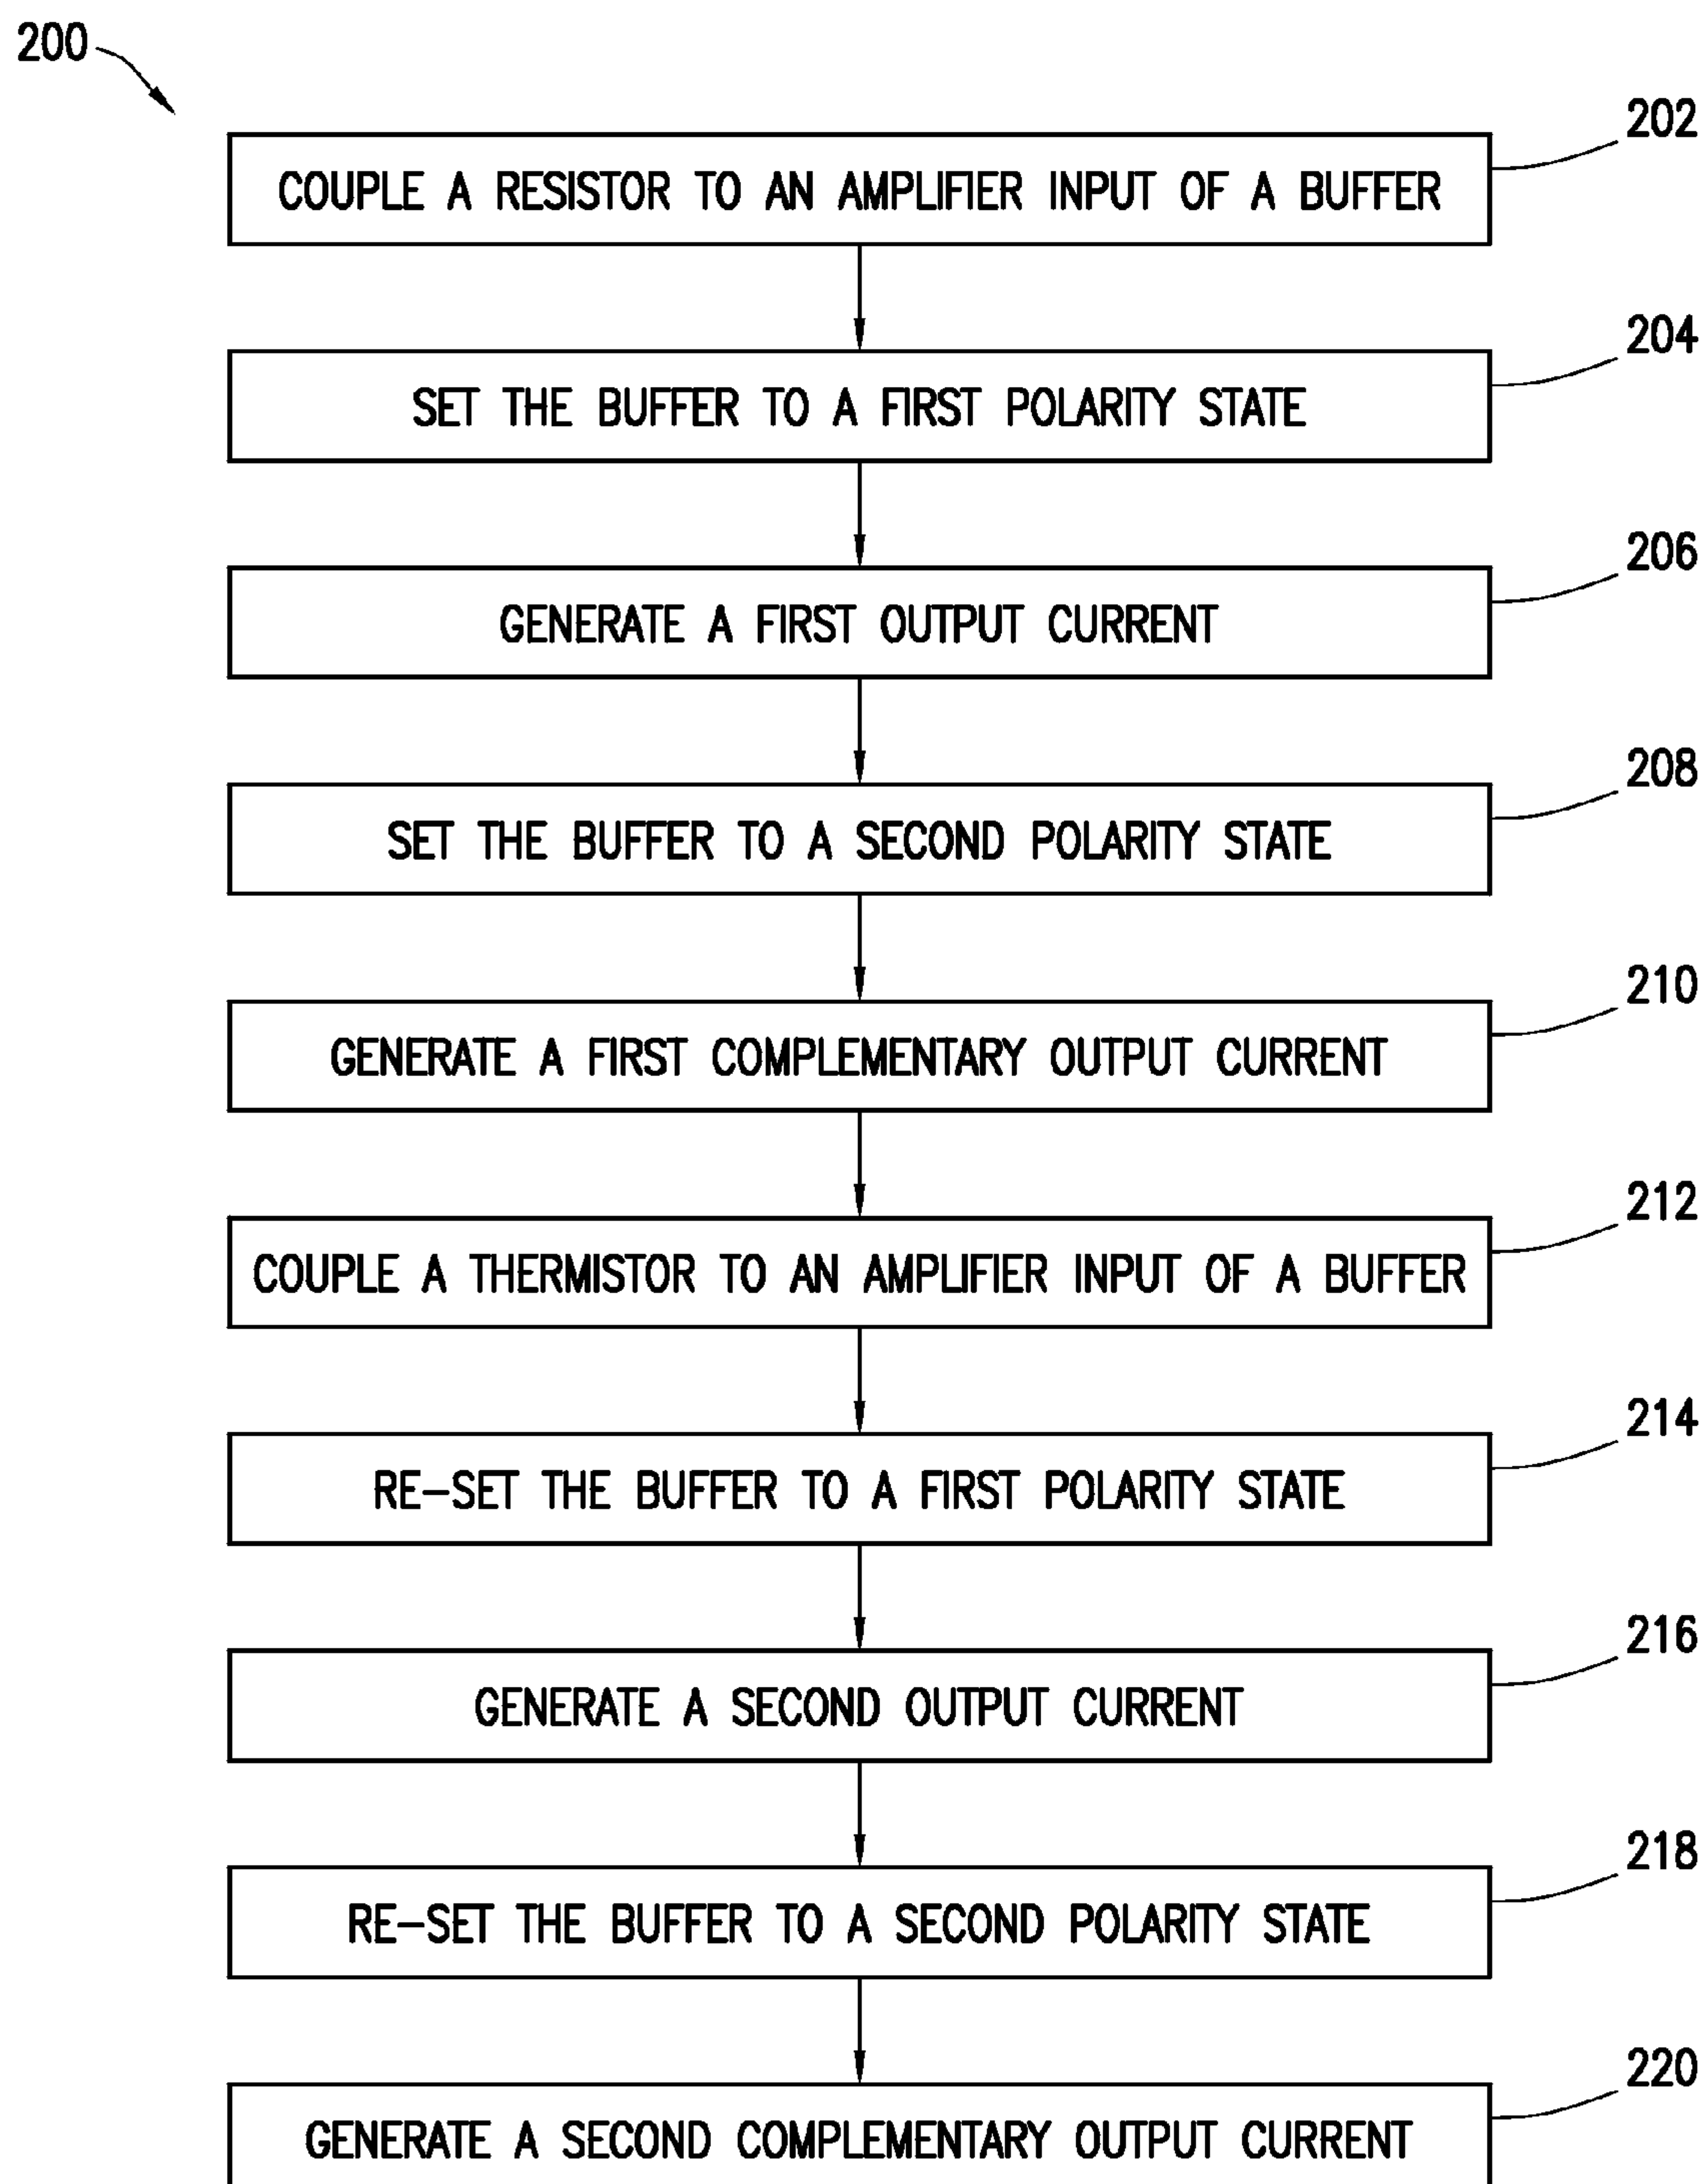 200
202
COUPLE A RESISTOR TO AN AMPLIFIER INPUT OF A BUFFER
204
SET THE BUFFER TO A FIRST POLARITY STATE
206
GENERATE A FIRST OUTPUT CURRENT
208
SET THE BUFFER TO A SECOND POLARITY STATE
210
GENERATE A FIRST COMPLEMENTARY OUTPUT CURRENT
212
COUPLE A THERMISTOR TO AN AMPLIFIER INPUT OF A BUFFER
214
RE-SET THE BUFFER TO A FIRST POLARITY STATE
216
GENERATE A SECOND OUTPUT CURRENT
218
RE-SET THE BUFFER TO A SECOND POLARITY STATE
220
GENERATE A SECOND COMPLEMENTARY OUTPUT CURRENT